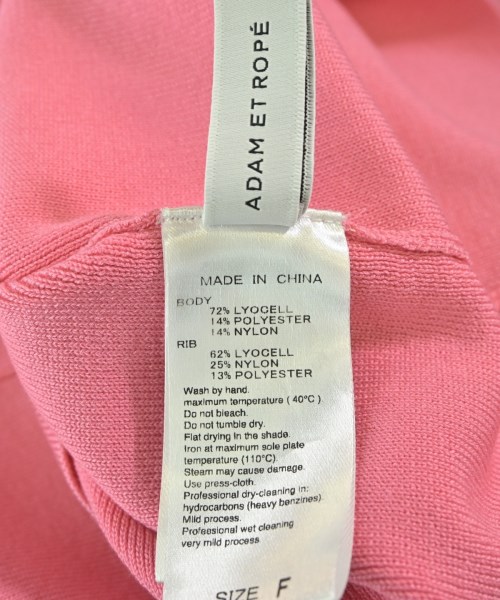 ADAM ET ROPÉ
MADE IN CHINA
BODY
72% LYOCELL
14% POLYESTER
14% NYLON
RIB
62% LYOCELL
25% NYLON
13% POLYESTER
Wash by hand.
maximum temperature ( 40°C )
Do not bleach.
Do not tumble dry.
Flat drying in the shade.
Iron at maximum sole plate
temperature (110°C).
Steam may cause damage.
Use press-cloth.
Professional dry-cleaning in:
hydrocarbons (heavy benzines).
Mild process.
Professional wet cleaning
very mild process
SIZE F